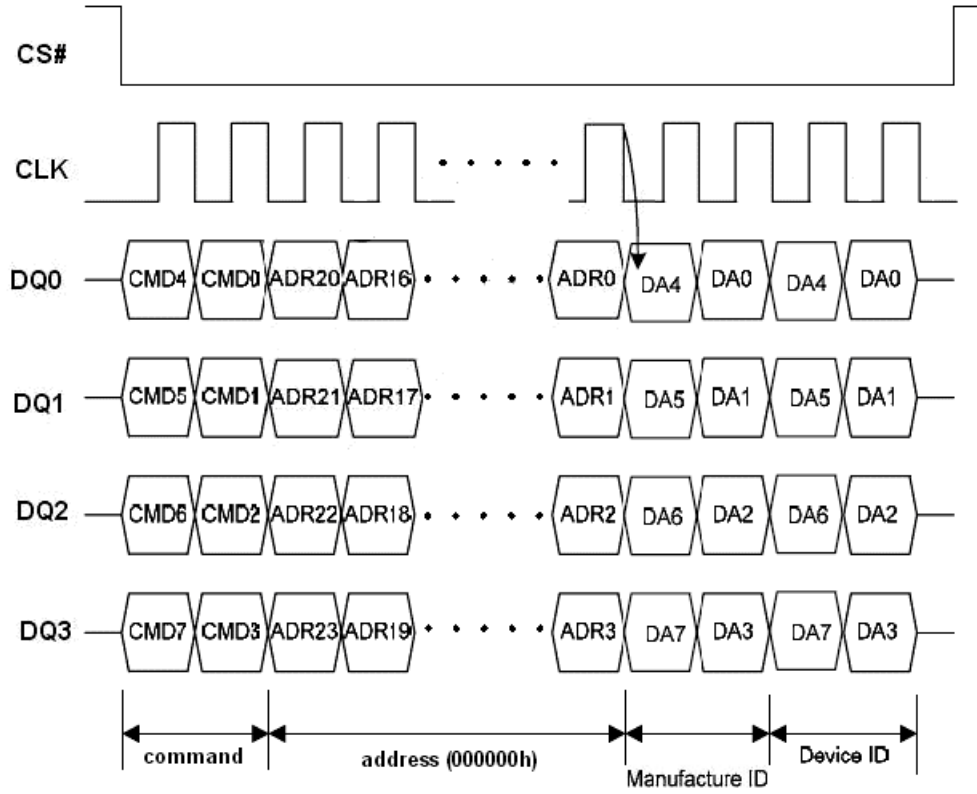 CS#
CLK
DQ0 CMD4 CMD0 ADR20 ADR16 ADR0 DA4 DA0 DA4 DA0
DQ1 CMD5 CMD1 ADR21 ADR17 ADR1 DA5 DA1 DA5 DA1
DQ2 CMD6 CMD2 ADR22 ADR18 ADR2 DA6 DA2 DA6 DA2
DQ3 CMD7 CMD3 ADR23 ADR19 ADR3 DA7 DA3 DA7 DA3
command address (000000h) Manufacture ID Device ID